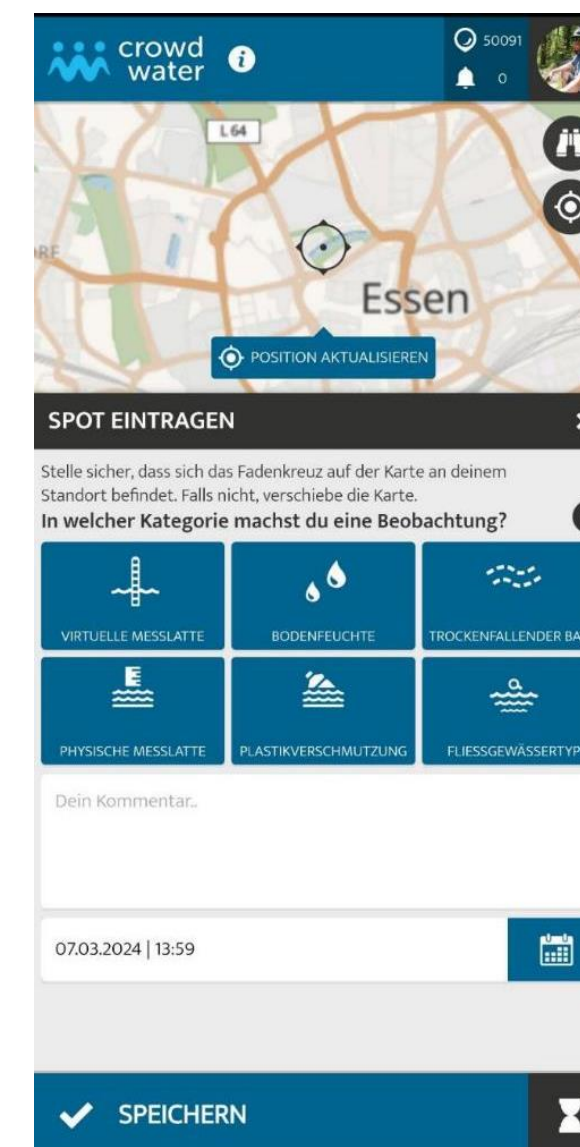 crowd
water
i
50091
0
L 64
RF
Essen
POSITION AKTUALISIEREN
SPOT EINTRAGEN
Stelle sicher, dass sich das Fadenkreuz auf der Karte an deinem
Standort befindet. Falls nicht, verschiebe die Karte.
In welcher Kategorie machst du eine Beobachtung?
VIRTUELLE MESSLATTE
BODENFEUCHTE
TROCKENFALLENDER BA
PHYSISCHE MESSLATTE
PLASTIKVERSCHMUTZUNG
FLIESSGEWÄSSERTYP
Dein Kommentar..
07.03.2024 | 13:59
SPEICHERN